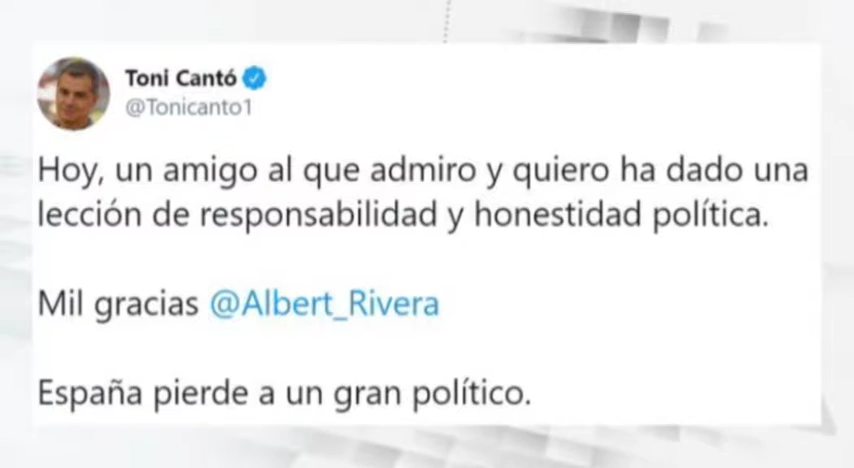 Toni Cantó
@Tonicanto1
Hoy, un amigo al que admiro y quiero ha dado una
lección de responsabilidad y honestidad política.
Mil gracias @Albert_Rivera
España pierde a un gran político.